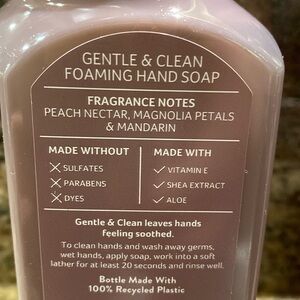 GENTLE & CLEAN
FOAMING HAND SOAP
FRAGRANCE NOTES
PEACH NECTAR, MAGNOLIA PETALS
& MANDARIN
MADE WITHOUT
SULFATES
PARABENS
DYES
MADE WITH
VITAMIN E
SHEA EXTRACT
ALOE
Gentle & Clean leaves hands
feeling soothed.
To clean hands and wash away germs,
wet hands, apply soap, work into a soft
lather for at least 20 seconds and rinse well.
Bottle Made With
100% Recycled Plastic